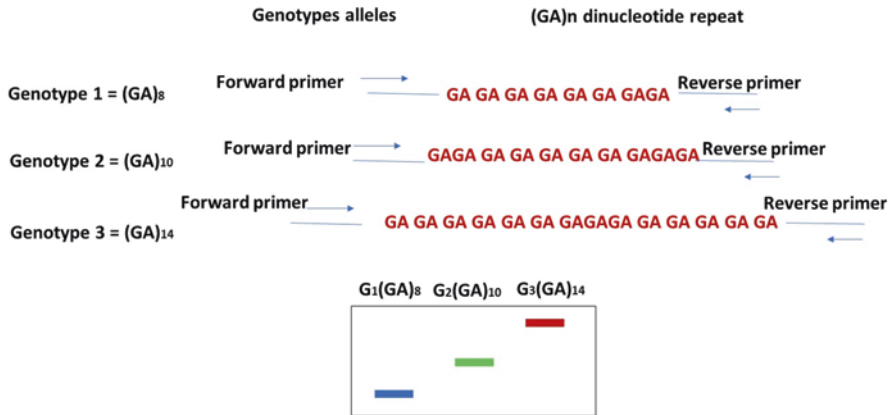 Genotypes alleles (GA)n dinucleotide repeat
Genotype 1 = (GA)8 Forward primer GA GA GA GA GA GA GAGA Reverse primer
Genotype 2 = (GA)10 Forward primer GAGA GA GA GA GA GA GAGAGA Reverse primer
Genotype 3 = (GA)14 Forward primer GA GA GA GA GA GA GAGAGA GA GA GA GA GA Reverse primer
G1(GA)8 G2(GA)10 G3(GA)14